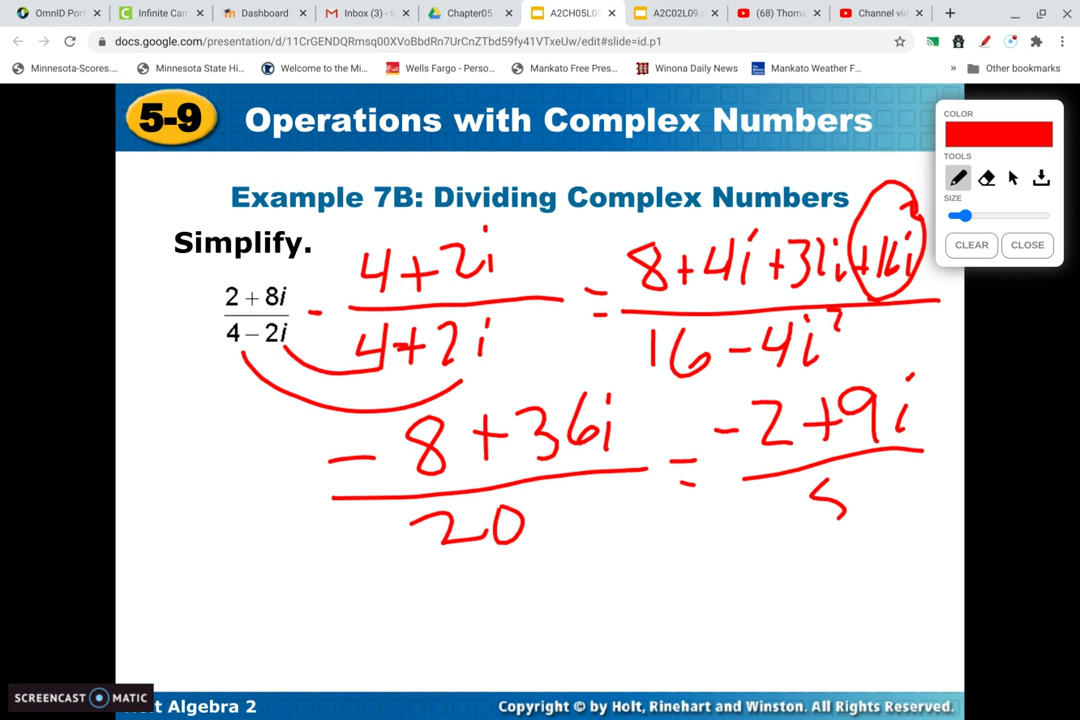 OmniID Port
Infinite Can
Dashboard
Inbox (3) - t
Chapter05 -
A2CH05L09
A2C02L09.
(68) Thoma
Channel vid
docs.google.com/presentation/d/11CrGENDQRmsq00XVoBbdRn7UrCnZTbd59fy41VTxeUw/edit#slide=id.p1
Minnesota-Scores....
Minnesota State Hi...
Welcome to the Mi...
Wells Fargo - Perso...
Mankato Free Pres...
Winona Daily News
Mankato Weather F...
» Other bookmarks
5-9 Operations with Complex Numbers
COLOR
TOOLS
SIZE
CLEAR CLOSE
Example 7B: Dividing Complex Numbers
Simplify.
4+2i 8+4i+32i+16i²
2 + 8i - =
4 – 2i 4+2i 16-4i²
-8+36i = -2+9i
20 5
SCREENCAST MATIC
Holt Algebra 2
Copyright © by Holt, Rinehart and Winston. All Rights Reserved.